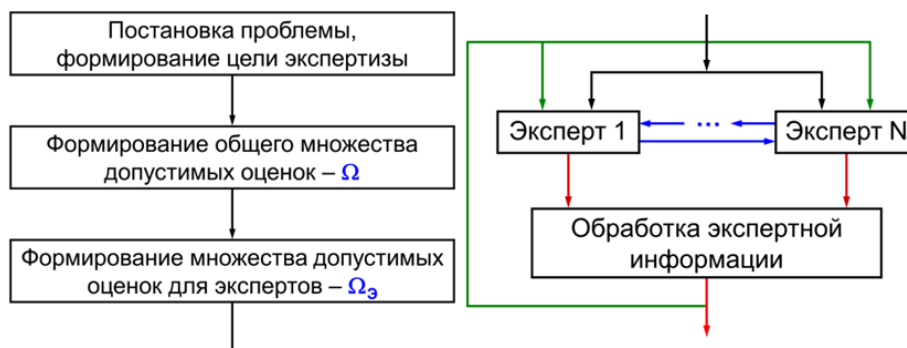 Постановка проблемы,
формирование цели экспертизы
Формирование общего множества
допустимых оценок – Ω
Формирование множества допустимых
оценок для экспертов – Ωэ
Эксперт 1
...
Эксперт N
Обработка экспертной
информации